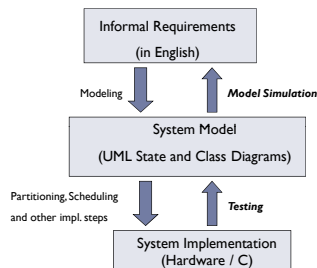 Informal Requirements
(in English)
Modeling
Model Simulation
System Model
(UML State and Class Diagrams)
Partitioning, Scheduling
and other impl. steps
Testing
System Implementation
(Hardware / C)